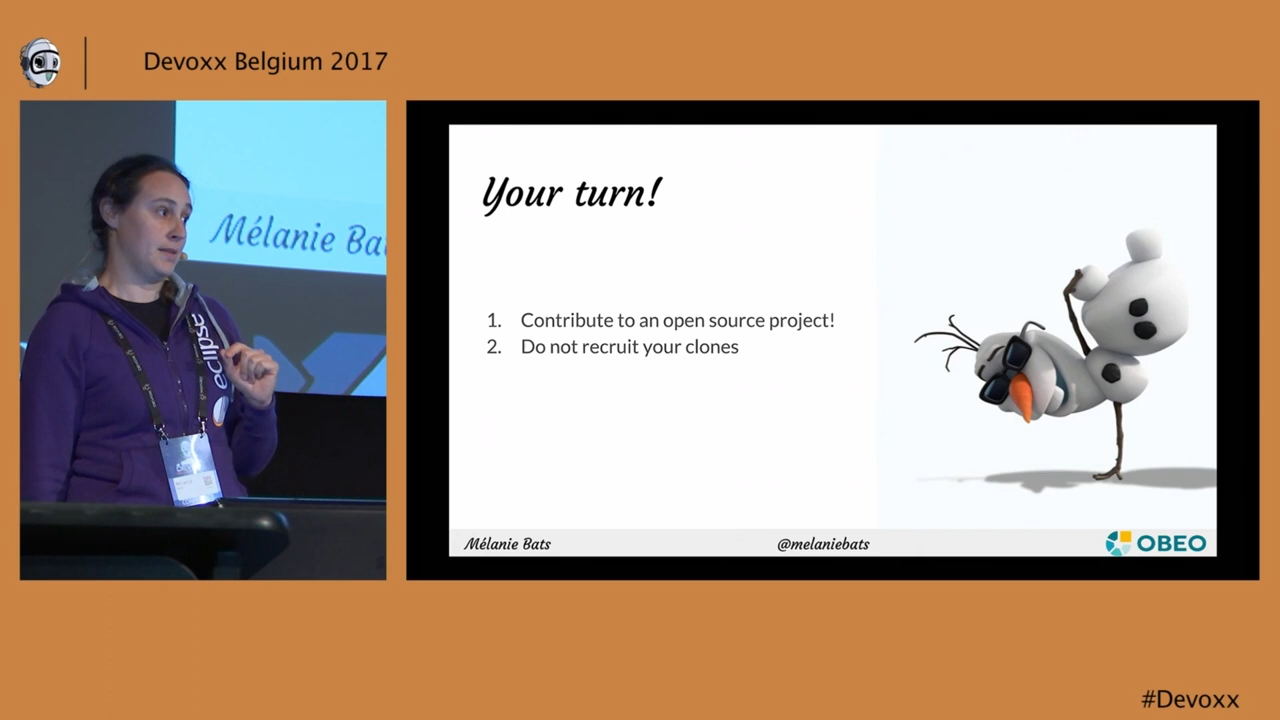 Devoxx Belgium 2017
Mélanie Ba
eclipse
Your turn!
1. Contribute to an open source project!
2. Do not recruit your clones
Mélanie Bats
@melaniebats
OBEO
#Devoxx